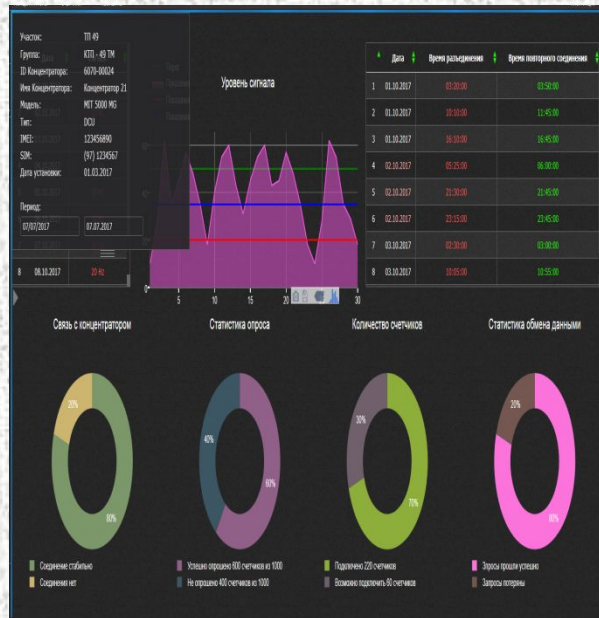 Участок: ТП 49
Группа: КТП - 49 ТМ
ID Концентратора: 6070-00024
Имя Концентратора: Концентратор 21
Модель: MIT 5000 MG
Тип: DCU
IMEI: 123456890
SIM: (97) 1234567
Дата установки: 01.03.2017
Период:
07/07/2017 07.07.2017
8 08.10.2017 20 Hz
Уровень сигнала
0
5 10 15 20 25 30
Дата Время разъединения Время повторного соединения
1 01.10.2017 03:20:00 03:50:00
2 01.10.2017 10:10:00 11:45:00
3 01.10.2017 16:10:00 16:45:00
4 02.10.2017 05:25:00 06:00:00
5 02.10.2017 21:30:00 21:45:00
6 02.10.2017 23:15:00 23:45:00
7 03.10.2017 02:30:00 03:00:00
8 03.10.2017 10:05:00 10:55:00
Связь с концентратором
20%
80%
Соединение стабильно
Соединения нет
Статистика опроса
40%
60%
Успешно опрошено 600 счетчиков из 1000
Не опрошено 400 счетчиков из 1000
Количество счетчиков
30%
70%
Подключено 220 счетчиков
Возможно подключить 60 счетчиков
Статистика обмена данными
20%
80%
Зпросы прошли успешно
Запросы потеряны